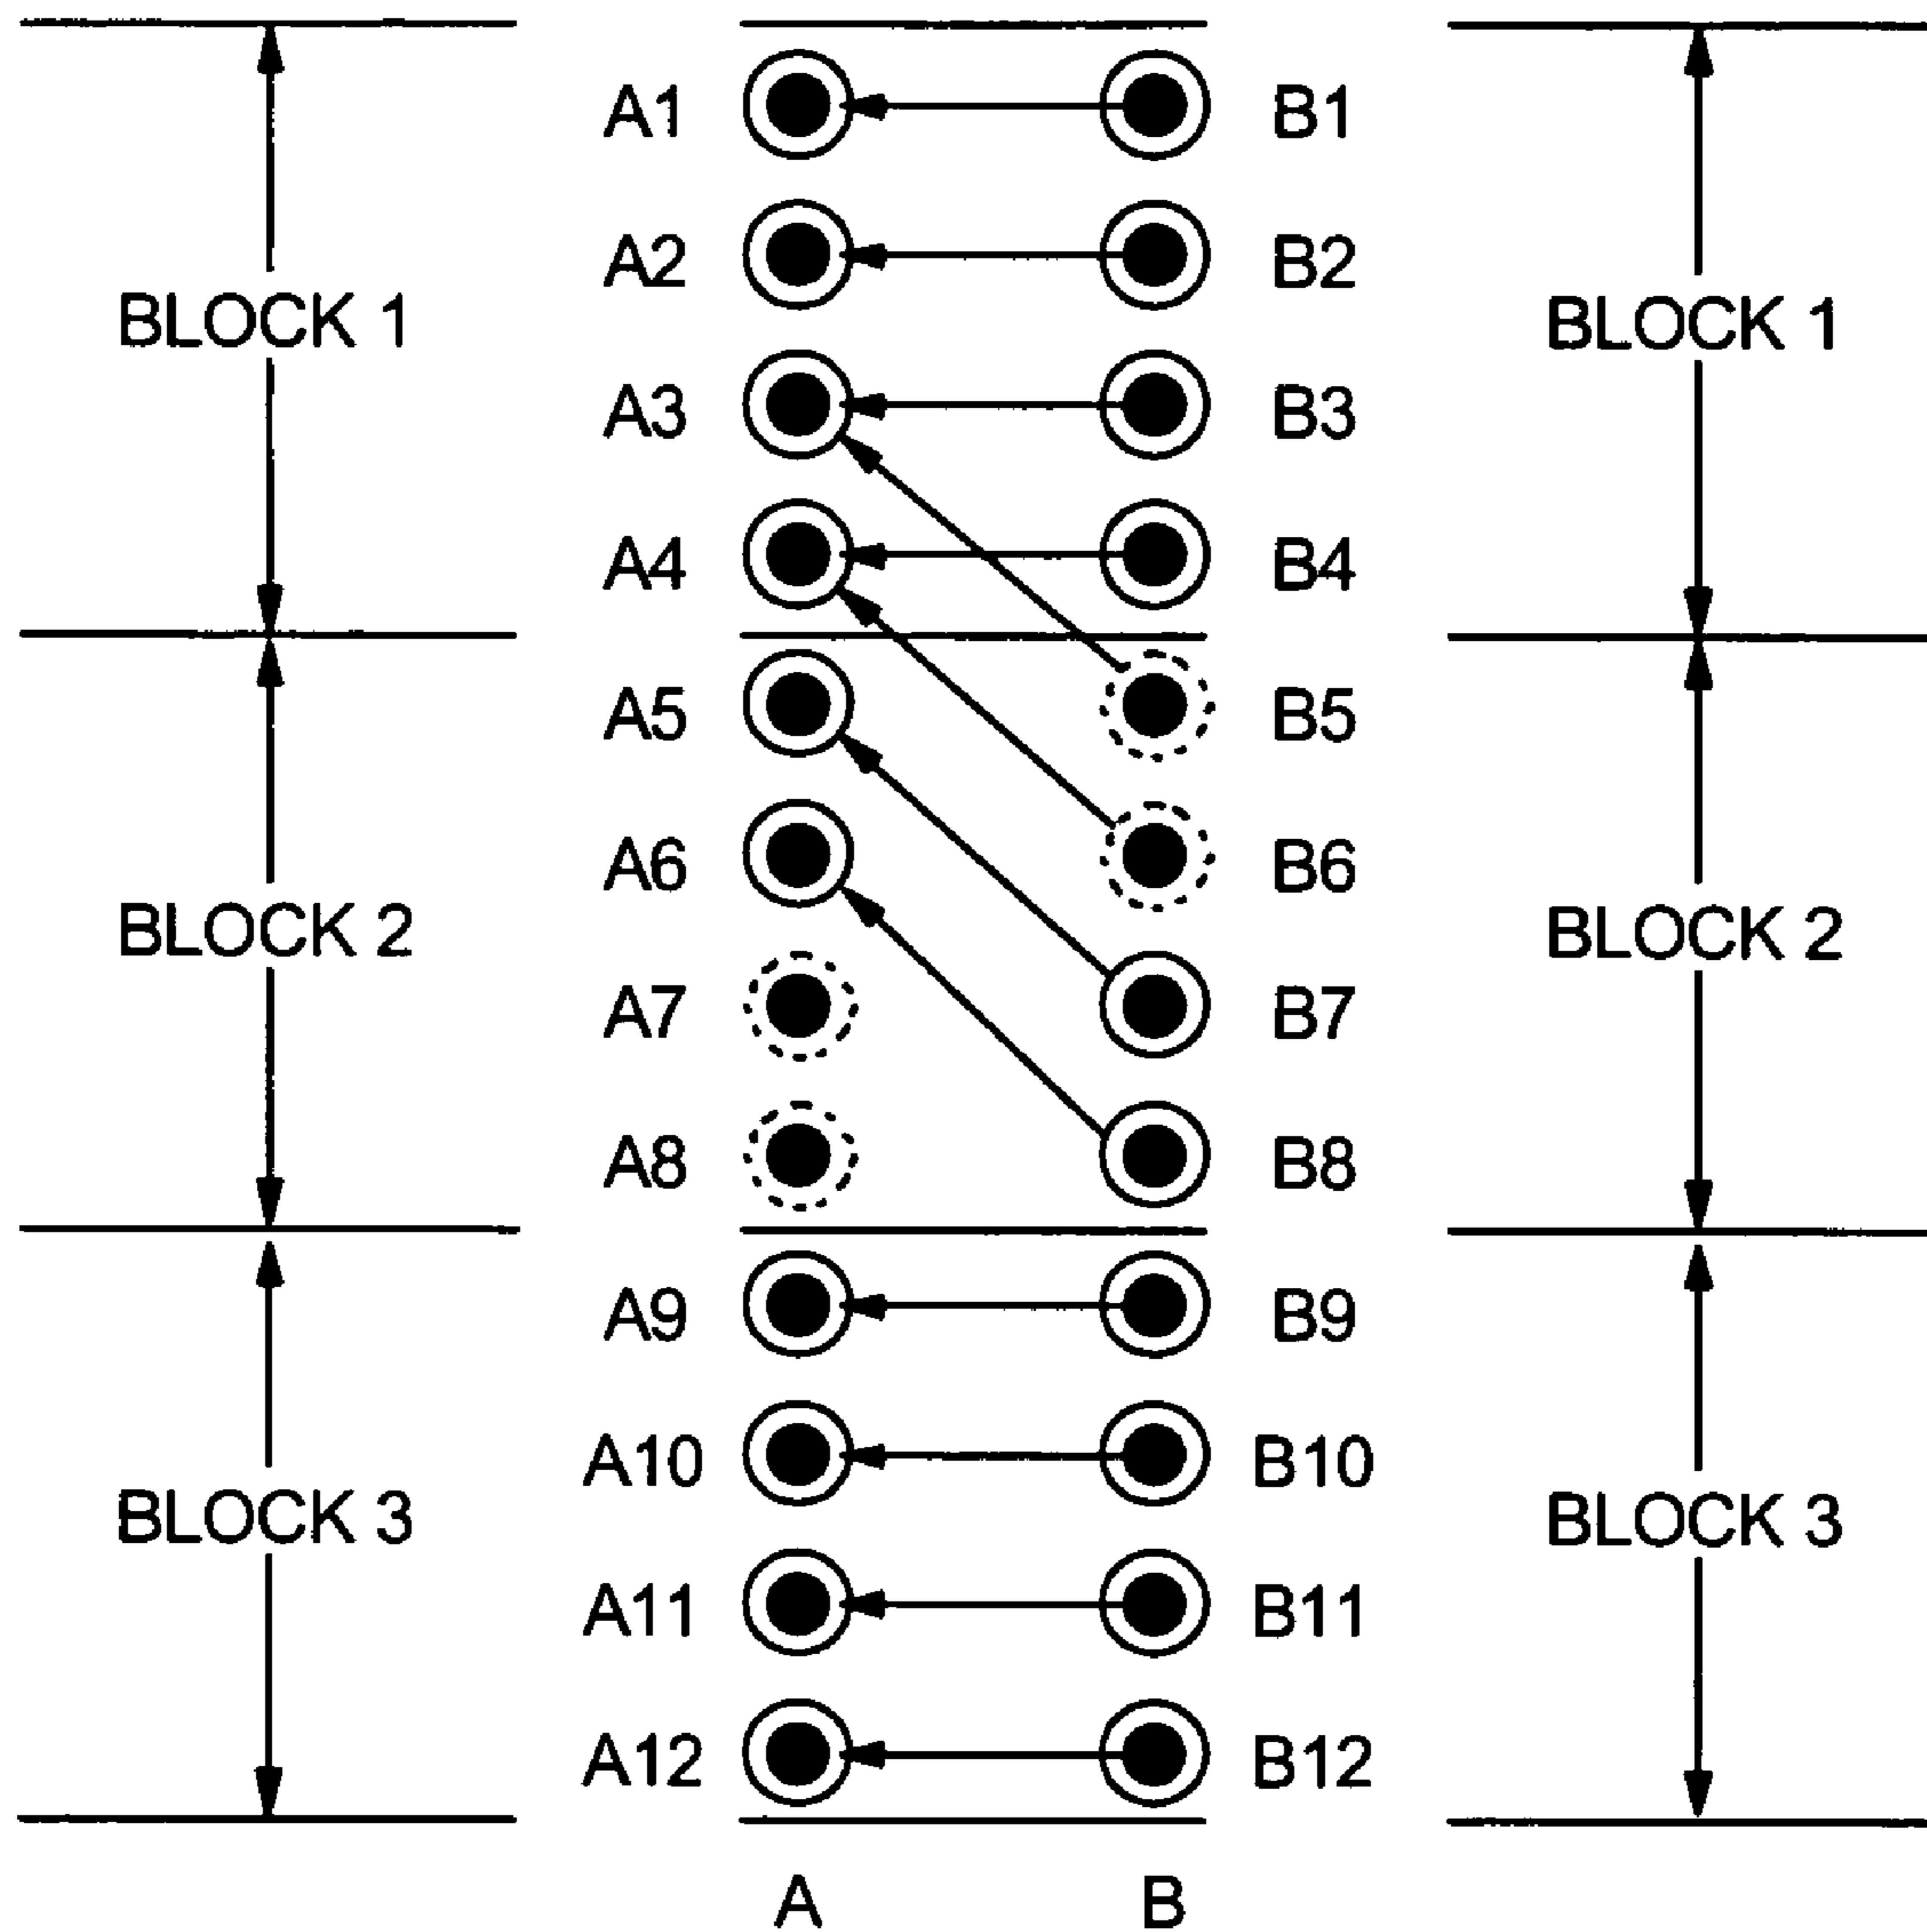 A1 B1
A2 B2
BLOCK 1 BLOCK 1
A3 B3
A4 B4
A5 B5
A6 B6
BLOCK 2 BLOCK 2
A7 B7
A8 B8
A9 B9
A10 B10
BLOCK 3 BLOCK 3
A11 B11
A12 B12
A B